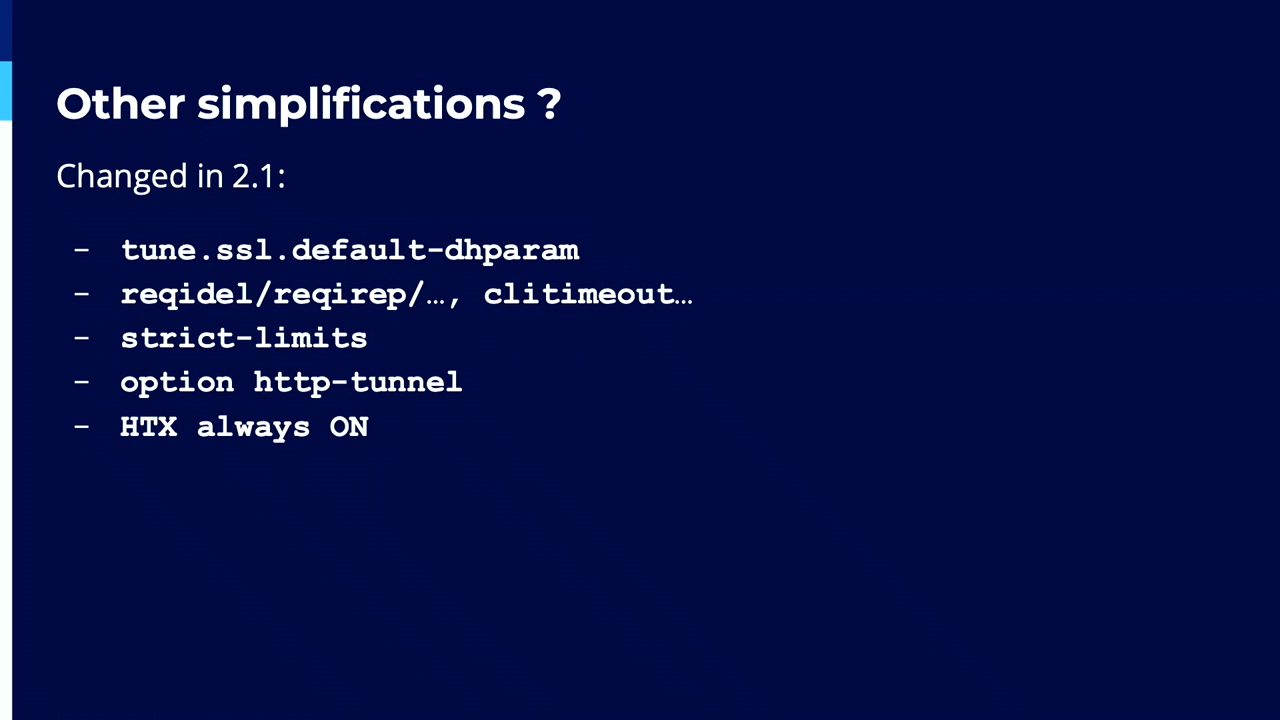 Other simplifications ?
Changed in 2.1:
- tune.ssl.default-dhparam
- reqidel/reqirep/…, clitimeout…
- strict-limits
- option http-tunnel
- HTX always ON